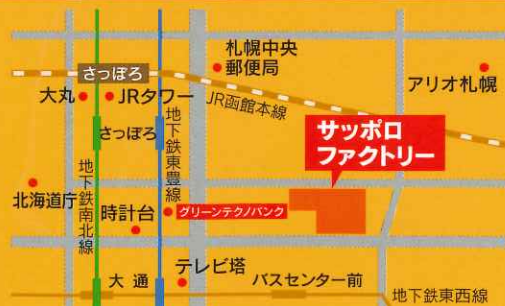 札幌中央
郵便局
さっぽろ
アリオ札幌
大丸
JRタワー
JR函館本線
サッポロ
ファクトリー
さっぽろ
地下鉄東豊線
地下鉄南北線
北海道庁
時計台
グリーンテクノバンク
テレビ塔
大通
バスセンター前
地下鉄東西線